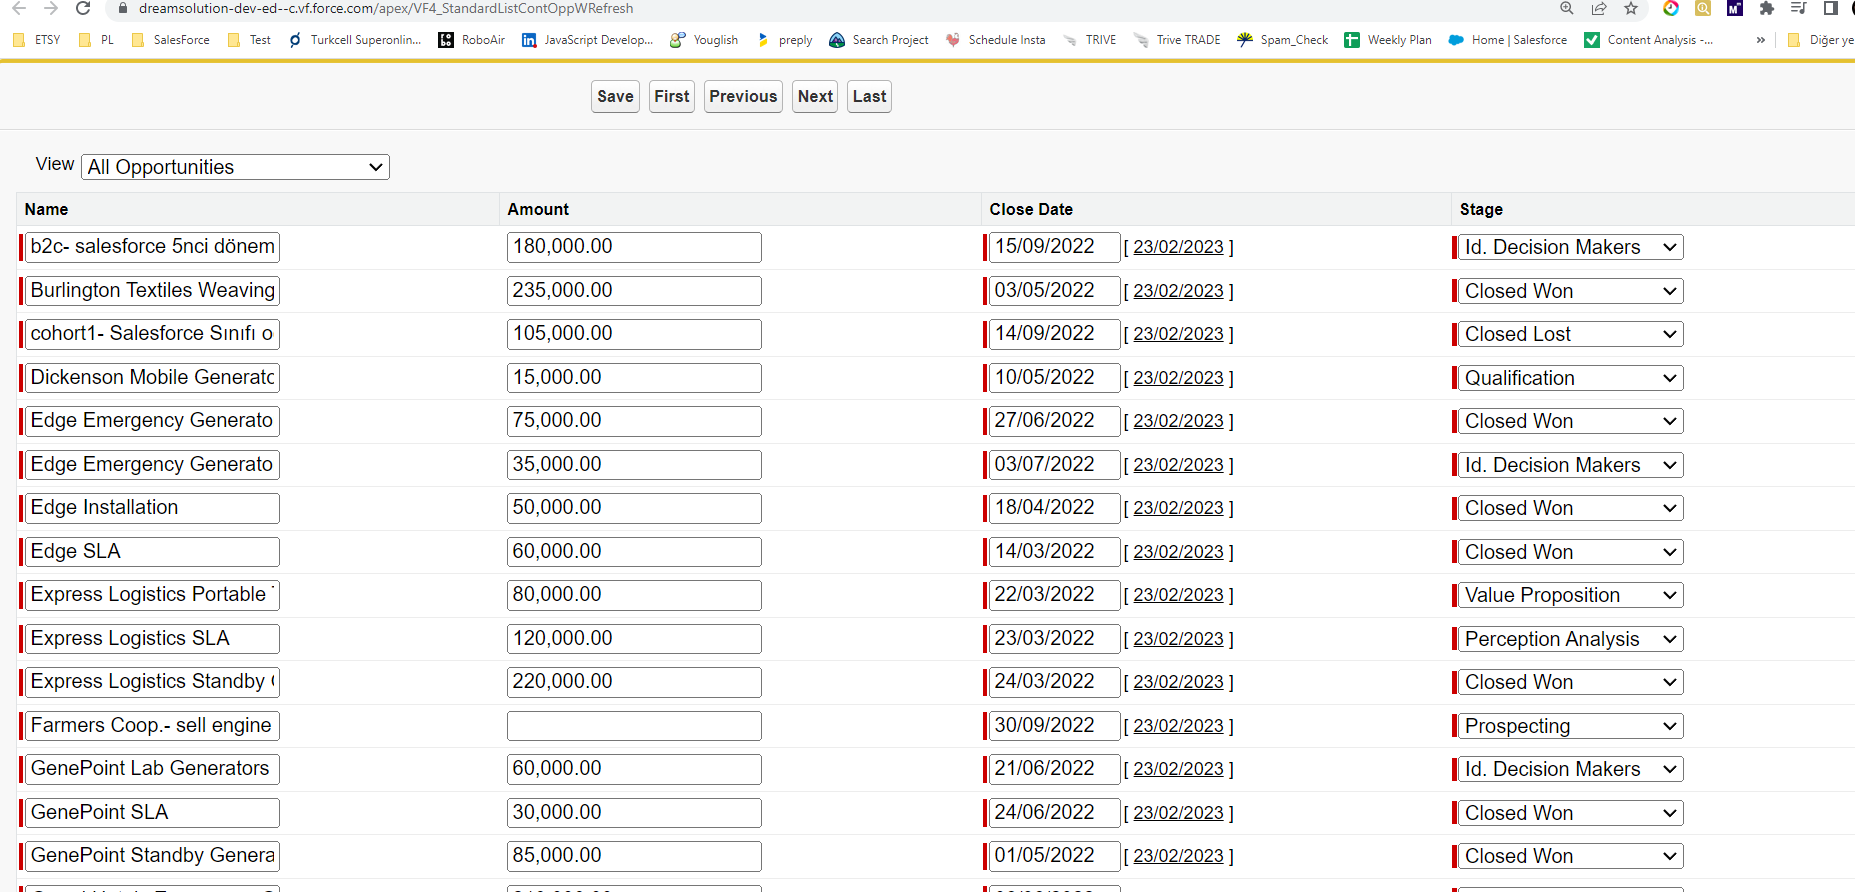 dreamsolution-dev-ed--c.vf.force.com/apex/VF4_StandardListContOppWRefresh
ETSY PL SalesForce Test Turkcell Superonlin... RoboAir JavaScript Develop... Youglish preply Search Project Schedule Insta TRIVE Trive TRADE Spam_Check Weekly Plan Home | Salesforce Content Analysis -... » Diğer ye
Save First Previous Next Last
View All Opportunities
Name Amount Close Date Stage
b2c- salesforce 5nci dönem 180,000.00 15/09/2022 [ 23/02/2023 ] Id. Decision Makers
Burlington Textiles Weaving 235,000.00 03/05/2022 [ 23/02/2023 ] Closed Won
cohort1- Salesforce Sınıfı o 105,000.00 14/09/2022 [ 23/02/2023 ] Closed Lost
Dickenson Mobile Generato 15,000.00 10/05/2022 [ 23/02/2023 ] Qualification
Edge Emergency Generato 75,000.00 27/06/2022 [ 23/02/2023 ] Closed Won
Edge Emergency Generato 35,000.00 03/07/2022 [ 23/02/2023 ] Id. Decision Makers
Edge Installation 50,000.00 18/04/2022 [ 23/02/2023 ] Closed Won
Edge SLA 60,000.00 14/03/2022 [ 23/02/2023 ] Closed Won
Express Logistics Portable 80,000.00 22/03/2022 [ 23/02/2023 ] Value Proposition
Express Logistics SLA 120,000.00 23/03/2022 [ 23/02/2023 ] Perception Analysis
Express Logistics Standby 220,000.00 24/03/2022 [ 23/02/2023 ] Closed Won
Farmers Coop.- sell engine 30/09/2022 [ 23/02/2023 ] Prospecting
GenePoint Lab Generators 60,000.00 21/06/2022 [ 23/02/2023 ] Id. Decision Makers
GenePoint SLA 30,000.00 24/06/2022 [ 23/02/2023 ] Closed Won
GenePoint Standby Genera 85,000.00 01/05/2022 [ 23/02/2023 ] Closed Won